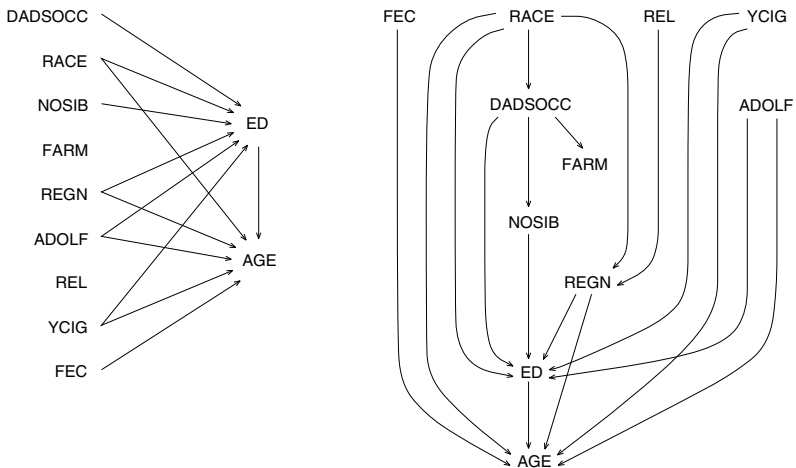 DADSOCC
RACE
NOSIB
FARM
REGN
ADOLF
REL
YCIG
FEC
ED
AGE
FEC RACE REL YCIG
DADSOCC ADOLF
FARM
NOSIB
REGN
ED
AGE